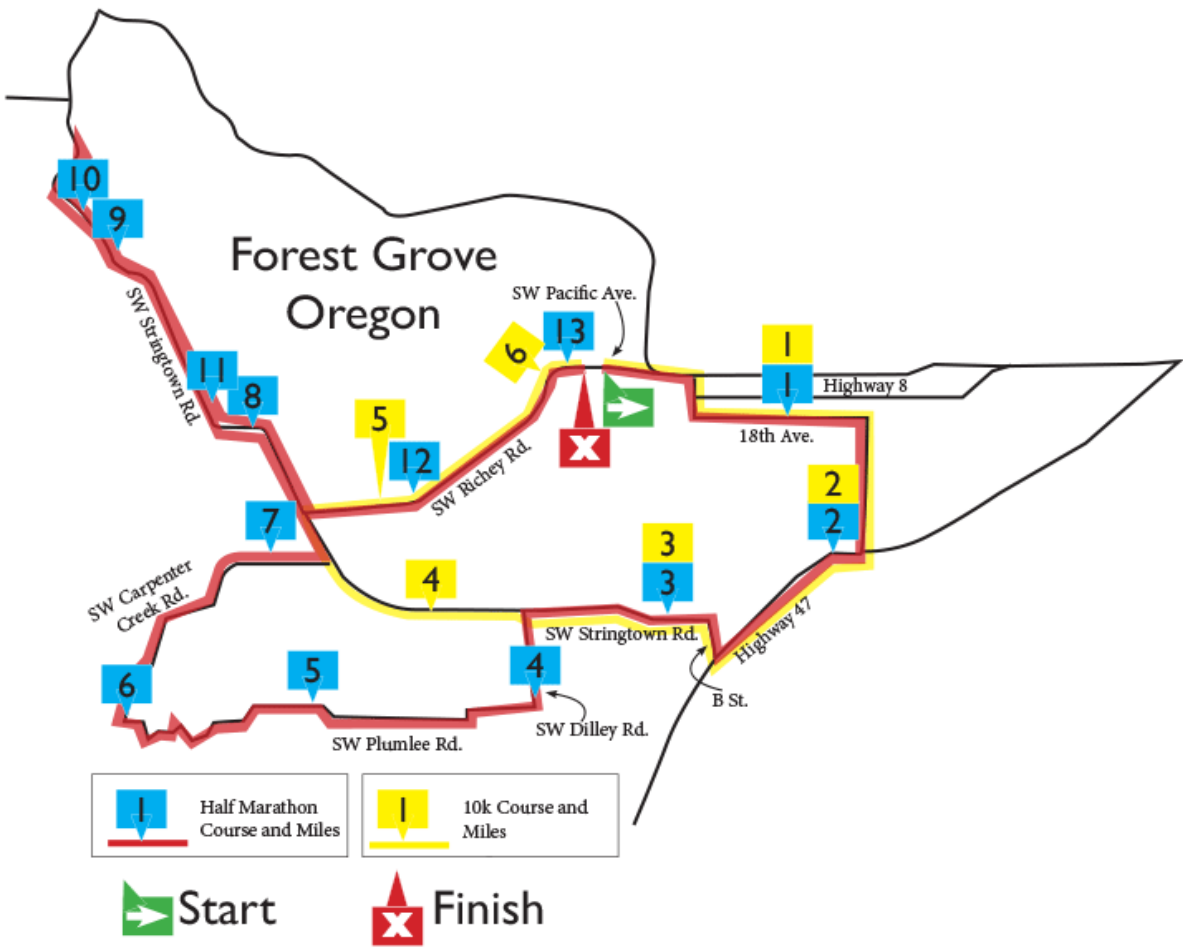 10
9
Forest Grove
Oregon
SW Pacific Ave.
SW Stringtown Rd.
6
13
1
1
Highway 8
11
8
5
12
SW Richey Rd.
18th Ave.
2
2
7
3
3
4
SW Carpenter
Creek Rd.
SW Stringtown Rd.
Highway 47
6
5
4
B St.
SW Dilley Rd.
SW Plumlee Rd.
1
Half Marathon
Course and Miles
1
10k Course and
Miles
Start
X
Finish
X